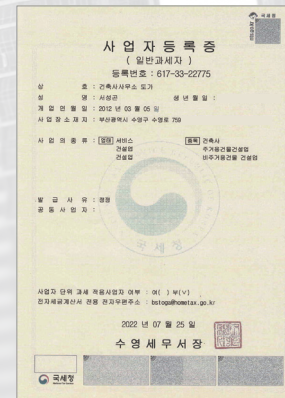 국세청
사 업 자 등 록 증
( 일반과세자 )
등록번호 : 617-33-22775
상 호 : 건축사사무소 도가
성 명 : 서성곤 생 년 월 일 :
개 업 연 월 일 : 2012 년 03 월 05 일
사 업 장 소 재 지 : 부산광역시 수영구 수영로 759
사 업 의 종 류 : 업태 서비스 종목 건축사
건설업 주거용건물건설업
건설업 비주거용건물 건설업
발 급 사 유 : 정정
공 동 사 업 자 :
국세청
사업자 단위 과세 적용사업자 여부 : 여( ) 부(∨)
전자세금계산서 전용 전자우편주소 : bstogu@hometax.go.kr
2022 년 07 월 25 일
수 영 세 무 서 장
국세청